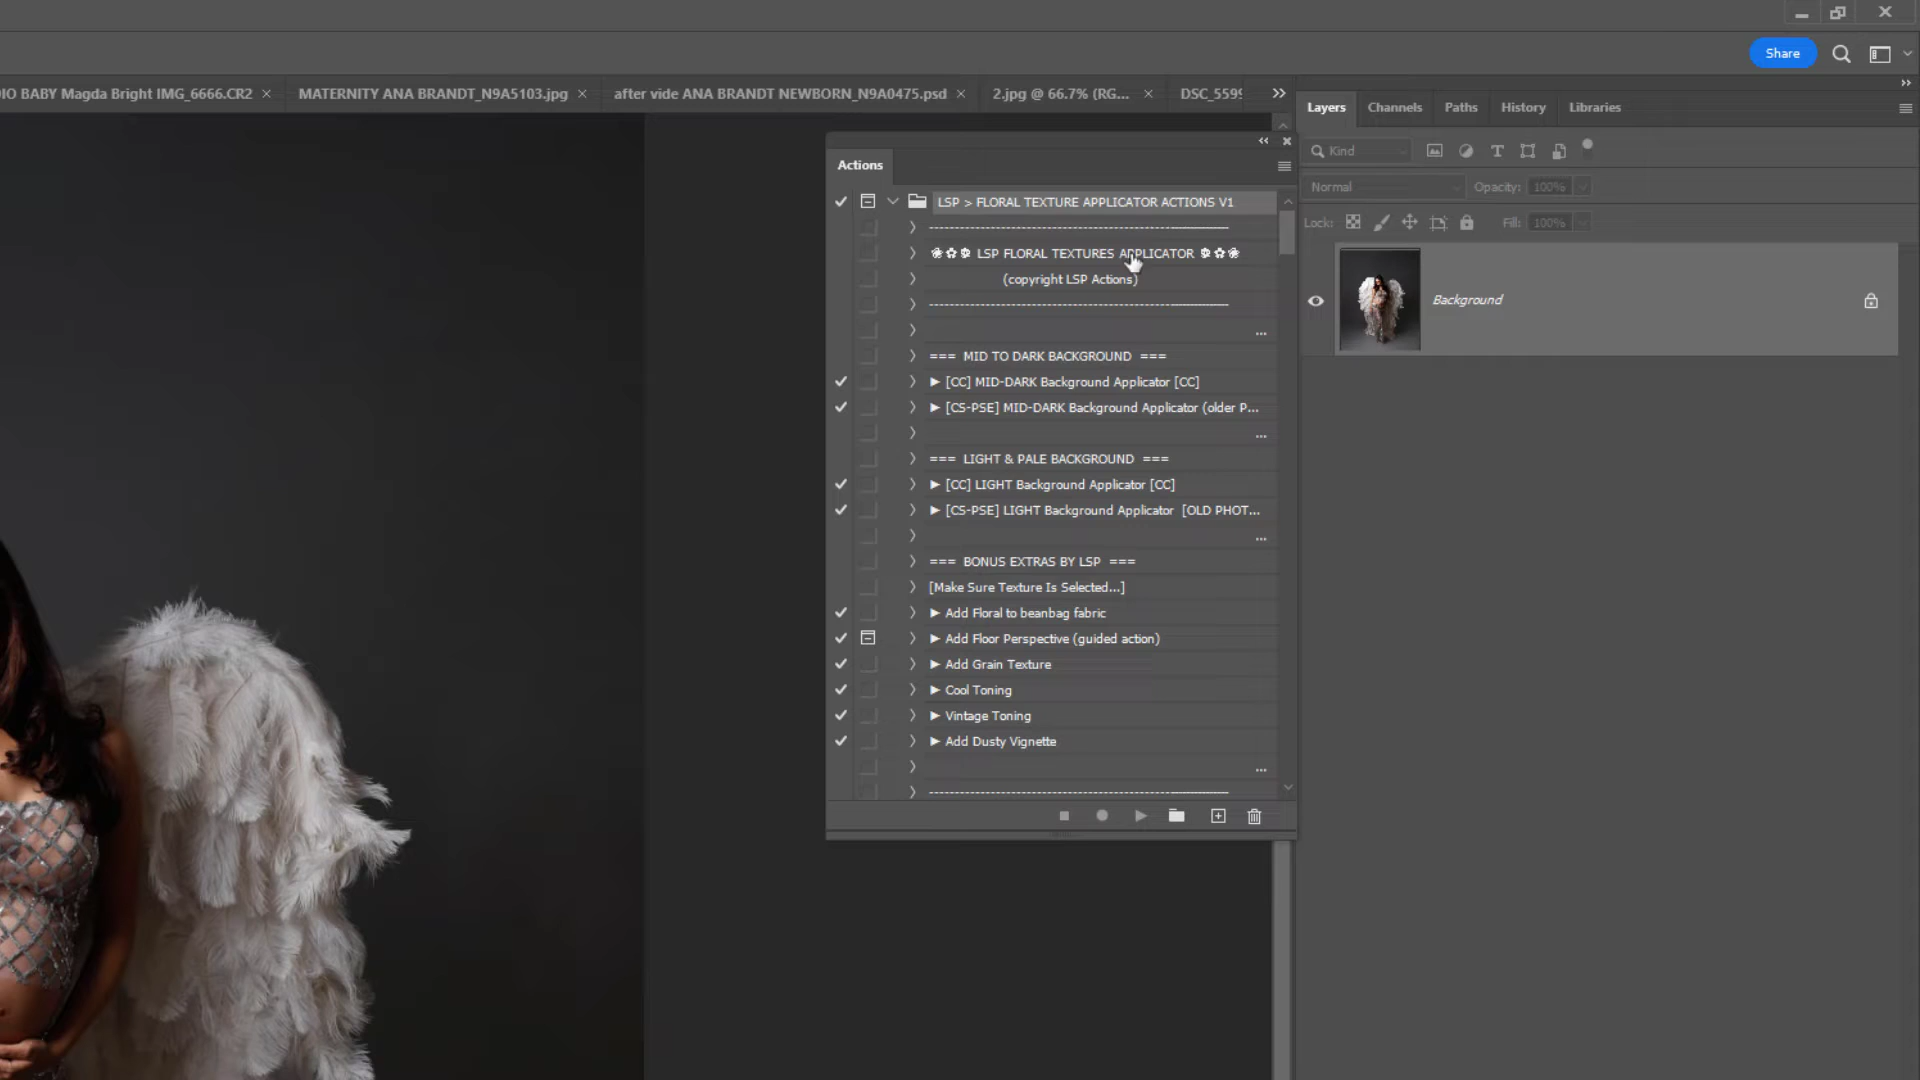 Share
IO BABY Magda Bright IMG_6666.CR2
MATERNITY ANA BRANDT_N9A5103.jpg
after vide ANA BRANDT NEWBORN_N9A0475.psd
2.jpg @ 66.7% (RG...
DSC_5599
Actions
LSP > FLORAL TEXTURE APPLICATOR ACTIONS V1
LSP FLORAL TEXTURES APPLICATOR
(copyright LSP Actions)
...
=== MID TO DARK BACKGROUND ===
[CC] MID-DARK Background Applicator [CC]
[CS-PSE] MID-DARK Background Applicator (older P...
...
=== LIGHT & PALE BACKGROUND ===
[CC] LIGHT Background Applicator [CC]
[CS-PSE] LIGHT Background Applicator [OLD PHOT...
...
=== BONUS EXTRAS BY LSP ===
[Make Sure Texture Is Selected...]
Add Floral to beanbag fabric
Add Floor Perspective (guided action)
Add Grain Texture
Cool Toning
Vintage Toning
Add Dusty Vignette
...
Layers
Channels
Paths
History
Libraries
Kind
Normal
Opacity: 100%
Lock:
Fill: 100%
Background